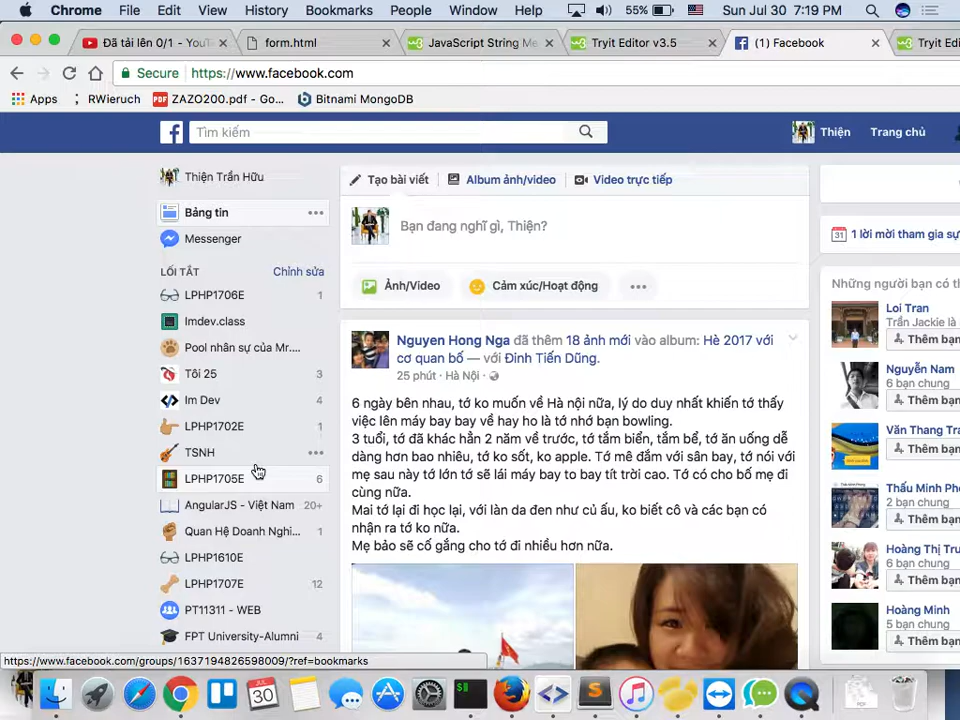 Chrome File Edit View History Bookmarks People Window Help 55% Sun Jul 30 7:19 PM
Đã tải lên 0/1 - YouT form.html JavaScript String Me Tryit Editor v3.5 (1) Facebook Tryit Edi
Secure https://www.facebook.com
Apps RWieruch ZAZO200.pdf - Go... Bitnami MongoDB
Tìm kiếm Thiện Trang chủ
Thiện Trần Hữu
Tạo bài viết Album ảnh/video Video trực tiếp
Bảng tin
Bạn đang nghĩ gì, Thiện?
Messenger
1 lời mời tham gia sự
LỐI TẮT Chỉnh sửa
Ảnh/Video Cảm xúc/Hoạt động
Những người bạn có th
LPHP1706E 1
Imdev.class
Pool nhân sự của Mr....
Tôi 25 3
Im Dev 4
LPHP1702E 1
TSNH
LPHP1705E 6
AngularJS - Việt Nam 20+
Quan Hệ Doanh Nghi... 1
LPHP1610E
LPHP1707E 12
PT11311 - WEB
FPT University-Alumni 4
Nguyen Hong Nga đã thêm 18 ảnh mới vào album: Hè 2017 với
cơ quan bố — với Đinh Tiến Dũng.
25 phút · Hà Nội ·
6 ngày bên nhau, tớ ko muốn về Hà nội nữa, lý do duy nhất khiến tớ thấy
việc lên máy bay bay về hay ho là tớ nhớ bạn bowling.
3 tuổi, tớ đã khác hẳn 2 năm về trước, tớ tắm biển, tắm bể, tớ ăn uống dễ
dàng hơn bao nhiêu, tớ ko sốt, ko apple. Tớ mê đắm với sân bay, tớ nói với
mẹ sau này tớ lớn tớ sẽ lái máy bay to bay tít trời cao. Tớ có cho bố mẹ đi
cùng nữa.
Mai tớ lại đi học lại, với làn da đen như củ ấu, ko biết cô và các bạn có
nhận ra tớ ko nữa.
Mẹ bảo sẽ cố gắng cho tớ đi nhiều hơn nữa.
Loi Tran
Trần Jackie là
Thêm bạn
Nguyễn Nam
6 bạn chung
Thêm bạn
Văn Thang Tra
Thêm bạn
Thấu Minh Pho
2 bạn chung
Thêm bạn
Hoàng Thị Tru
6 bạn chung
Thêm bạn
Hoàng Minh
5 bạn chung
Thêm bạn
https://www.facebook.com/groups/1637194826598009/?ref=bookmarks
JUL
30